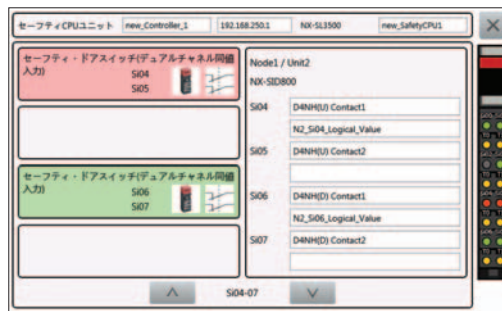 セーフティCPUユニット new_Controller_1 192.168.250.1 NX-SL3500 new_SafetyCPU1
セーフティ・ドアスイッチ(デュアルチャネル同値
入力)
Si04
Si05
セーフティ・ドアスイッチ(デュアルチャネル同値
入力)
Si06
Si07
Node1 / Unit2
NX-SID800
Si04 D4NH(U) Contact1
N2_Si04_Logical_Value
Si05 D4NH(U) Contact2
Si06 D4NH(D) Contact1
N2_Si06_Logical_Value
Si07 D4NH(D) Contact2
Si04-07